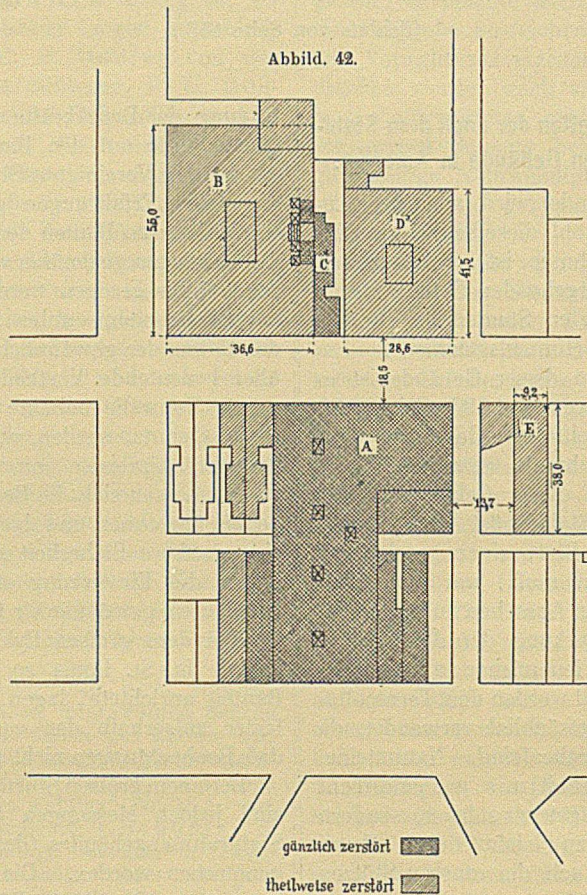 Abbild. 42.
B
D'
C
55,0
41,5
36,6
28,6
18,5
A
9,2
E
38,0
13,7
gänzlich zerstört
theilweise zerstört